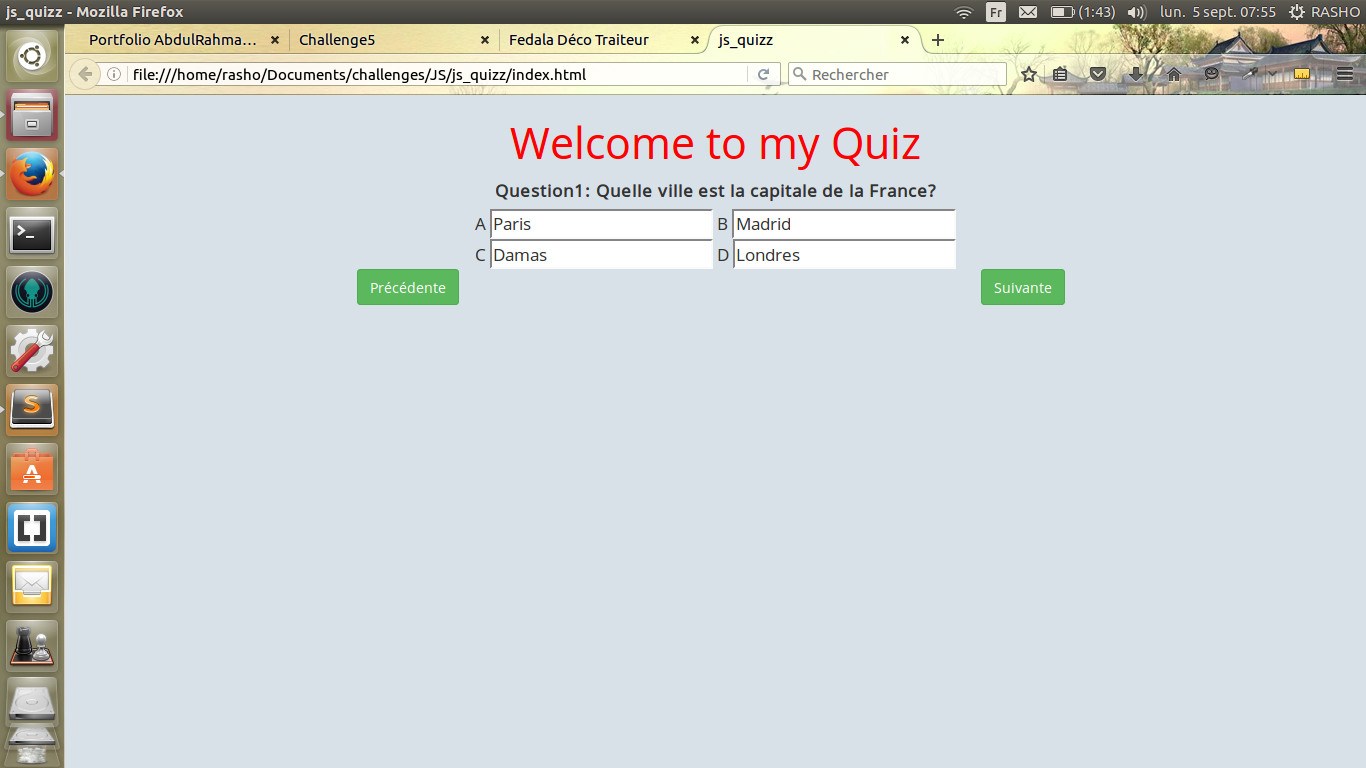 js_quizz - Mozilla Firefox Fr (1:43) lun. 5 sept. 07:55 RASHO
Portfolio AbdulRahma... Challenge5 Fedala Déco Traiteur js_quizz
file:///home/rasho/Documents/challenges/JS/js_quizz/index.html Rechercher
Welcome to my Quiz
Question1: Quelle ville est la capitale de la France?
A Paris B Madrid
C Damas D Londres
Précédente Suivante